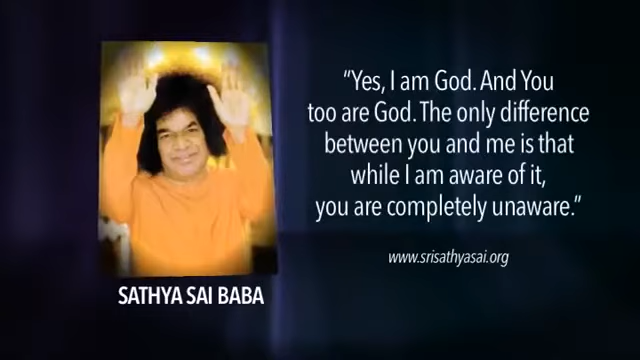 “Yes, I am God. And You
too are God. The only difference
between you and me is that
while I am aware of it,
you are completely unaware.”
www.srisathyasai.org
SATHYA SAI BABA